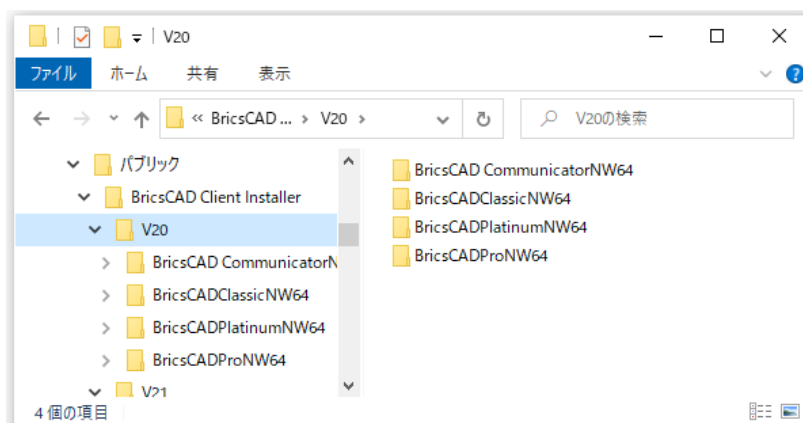 V20
ファイル ホーム 共有 表示
« BricsCAD ... › V20 ›
V20の検索
パブリック
BricsCAD Client Installer
V20
BricsCAD CommunicatorN
BricsCADClassicNW64
BricsCADPlatinumNW64
BricsCADProNW64
V21
BricsCAD CommunicatorNW64
BricsCADClassicNW64
BricsCADPlatinumNW64
BricsCADProNW64
4 個の項目